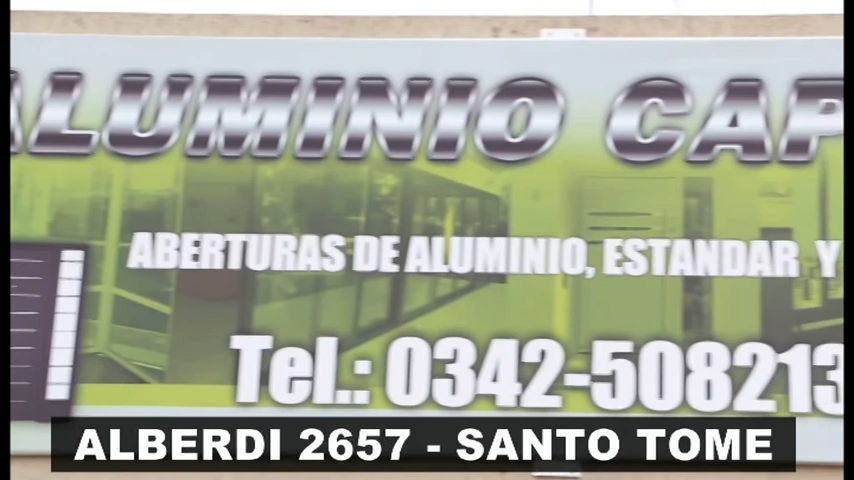 ALUMINIO CAP
ABERTURAS DE ALUMINIO, ESTANDAR Y
Tel.: 0342-508213
ALBERDI 2657 - SANTO TOME